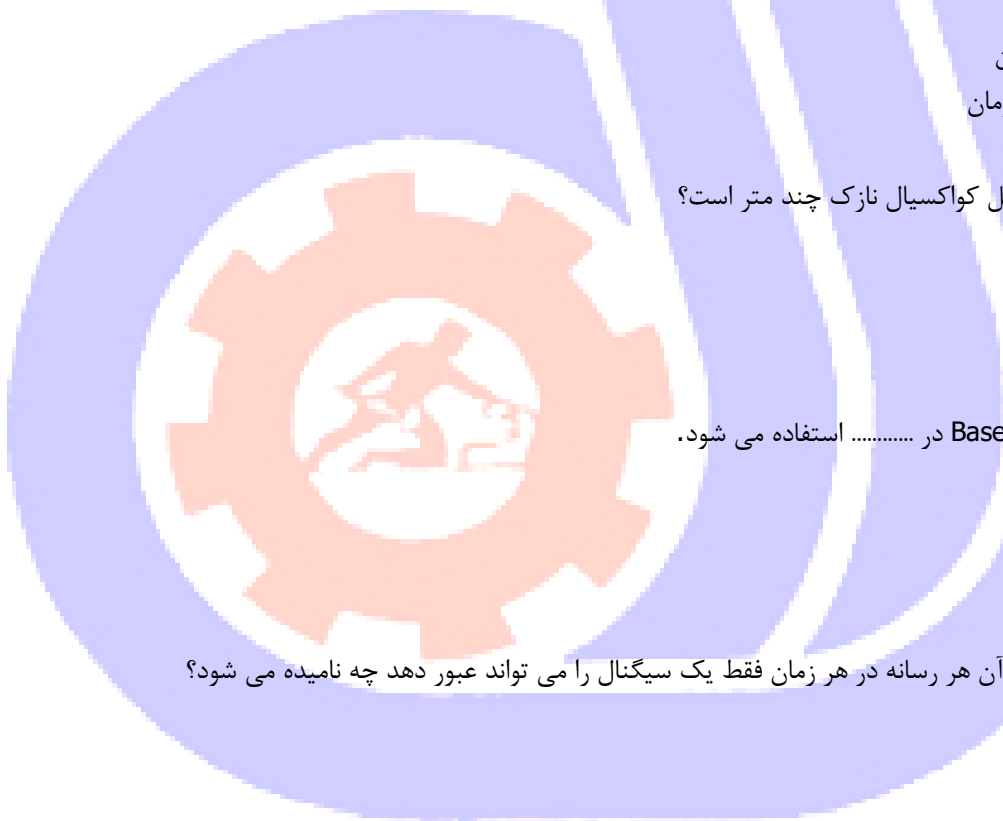 مان
ل کواکسیال نازک چند متر است؟
Base در ............ استفاده می شود.
آن هر رسانه در هر زمان فقط یک سیگنال را می تواند عبور دهد چه نامیده می شود؟